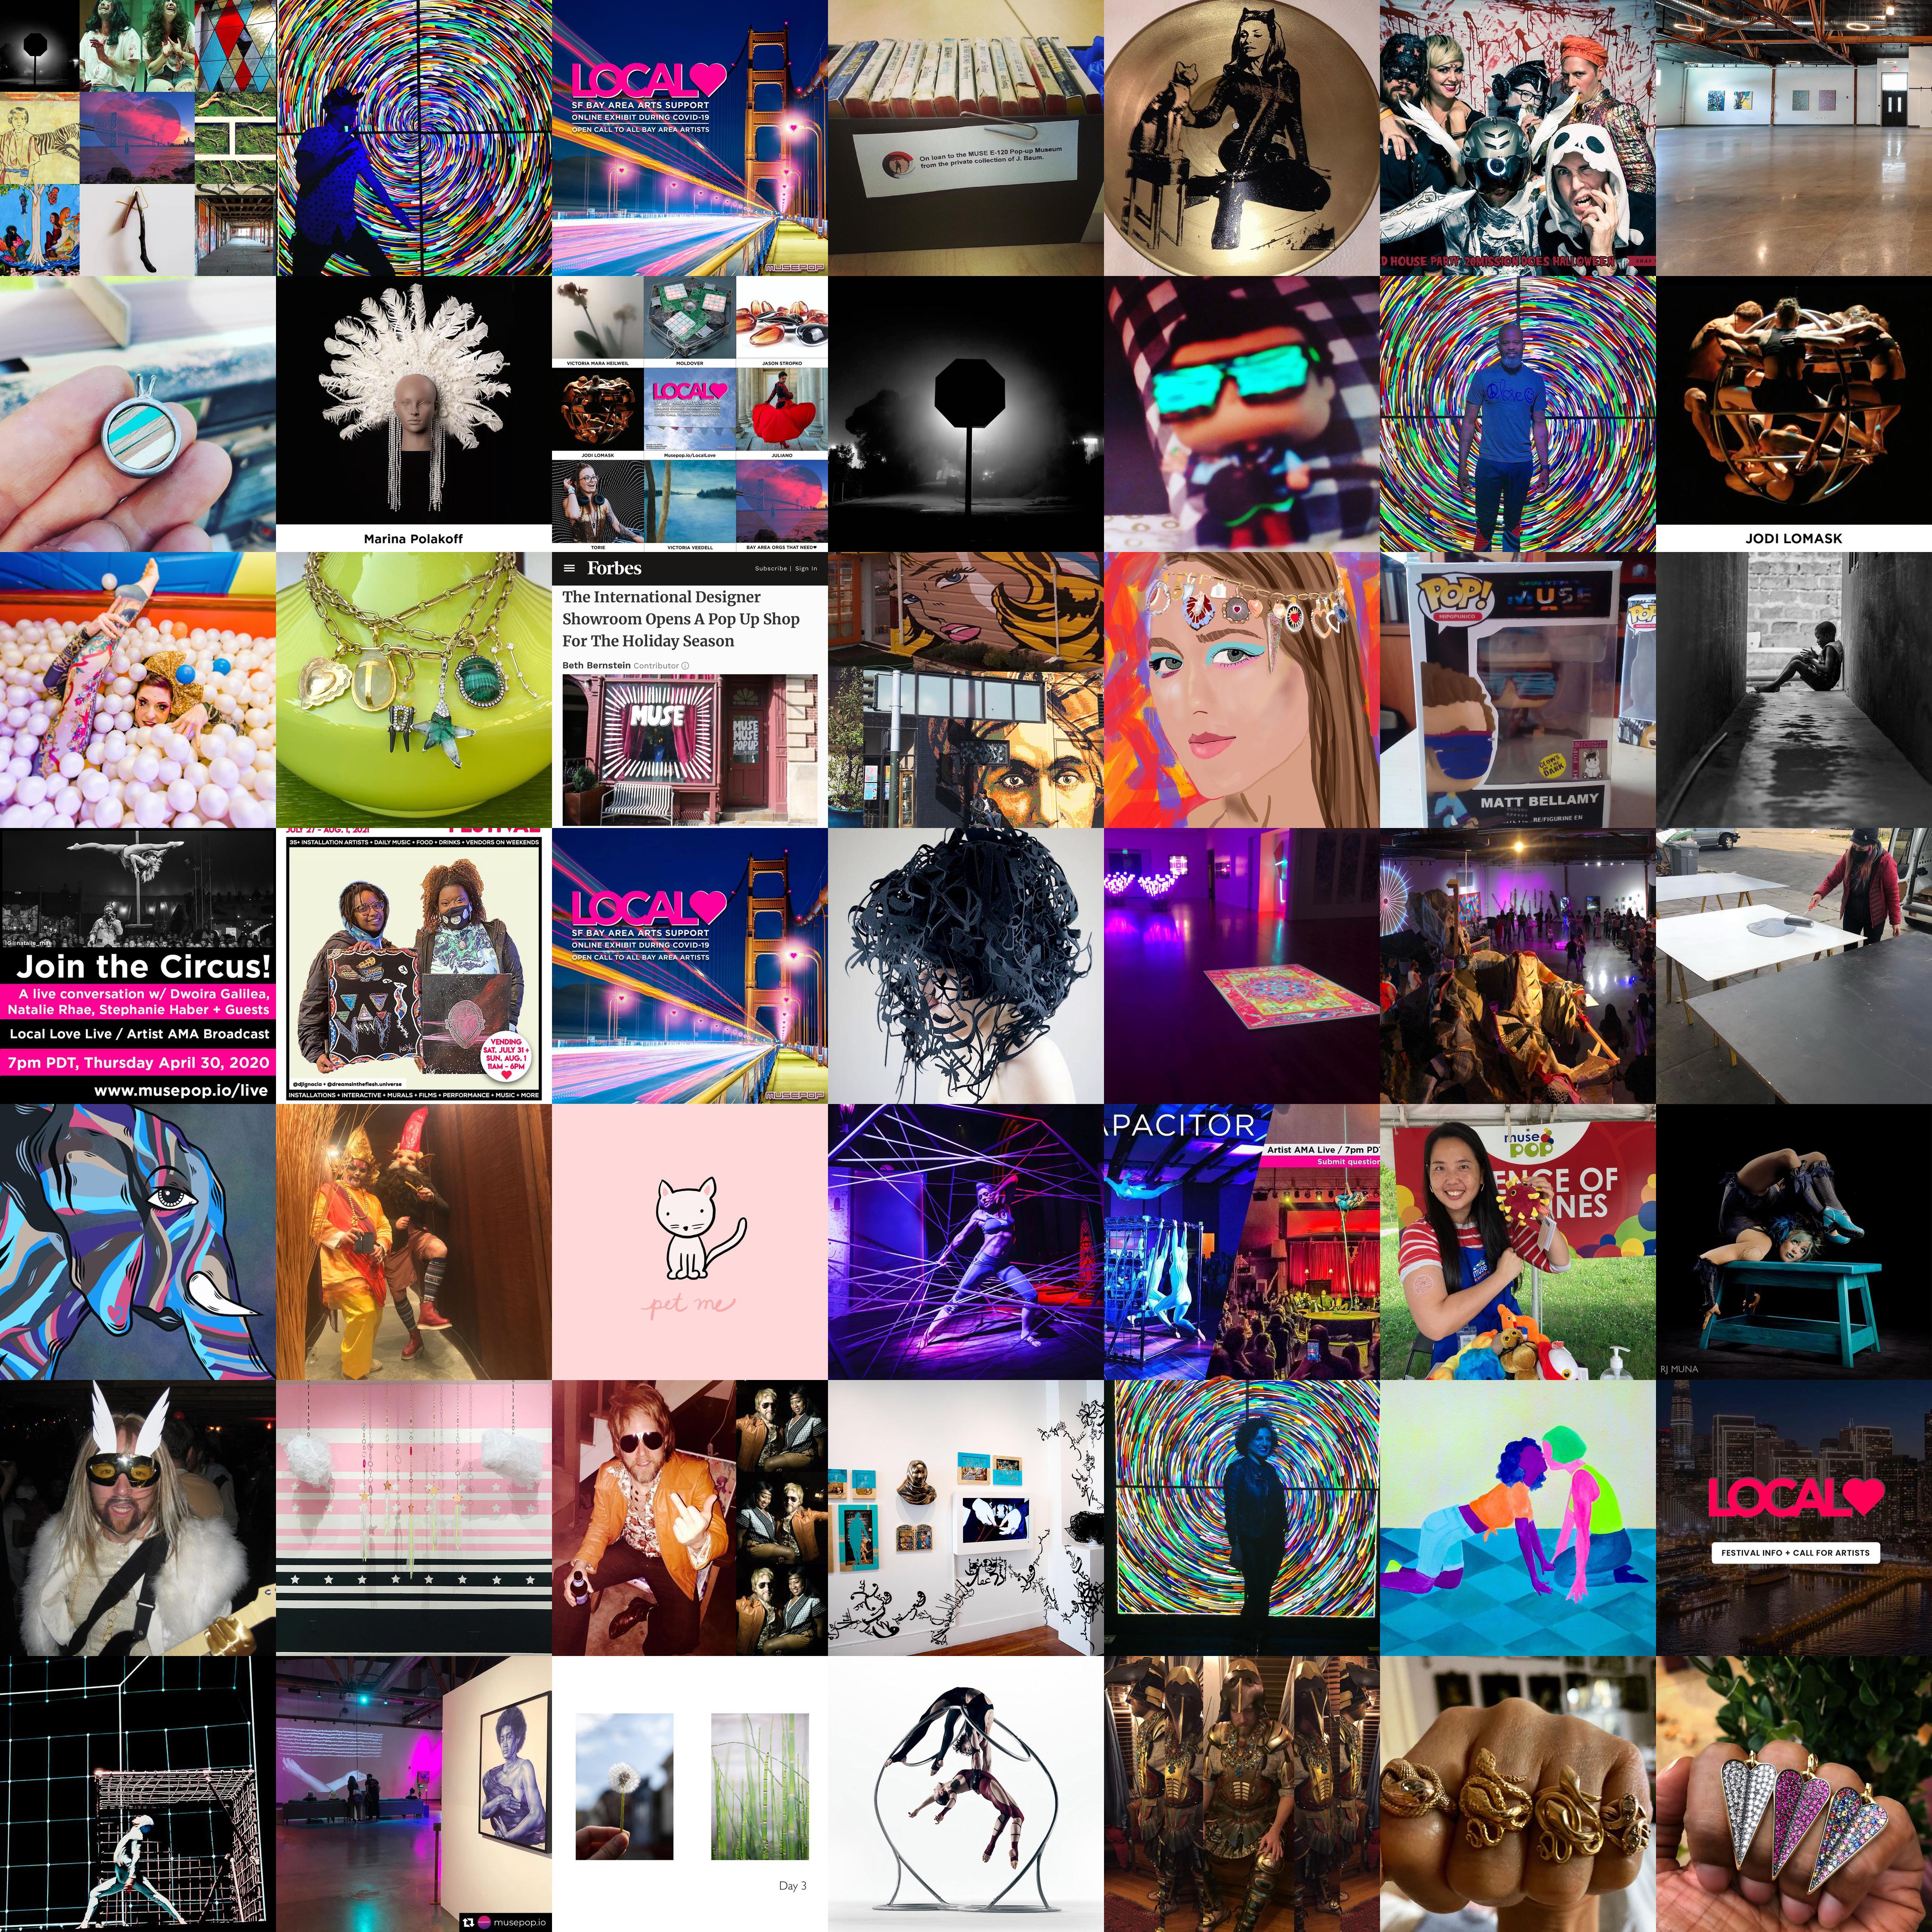 LOCAL
SF BAY AREA ARTS SUPPORT
ONLINE EXHIBIT DURING COVID-19
OPEN CALL TO ALL BAY AREA ARTISTS
MUSEPOP
On loan to the MUSE E-120 Pop-up Museum
from the private collection of J. Baum.
D HOUSE PARTY 20MISSION DOES HALLOWEEN
Marina Polakoff
VICTORIA MARA HEILWEIL
MOLDOVER
JASON STROPKO
LOCAL
JODI LOMASK
Musepop.io/LocalLove
JULIANO
TORIE
VICTORIA VEEDELL
BAY AREA ORGS THAT NEED
JODI LOMASK
Forbes
Subscribe | Sign In
The International Designer
Showroom Opens A Pop Up Shop
For The Holiday Season
Beth Bernstein Contributor
MUSE
MUSE
MUSE
POPUP
POP!
MUSE
GLOWS
DARK
MATT BELLAMY
RE/FIGURINE EN
Join the Circus!
A live conversation w/ Dwoira Galilea,
Natalie Rhae, Stephanie Haber + Guests
Local Love Live / Artist AMA Broadcast
7pm PDT, Thursday April 30, 2020
www.musepop.io/live
JULY 27 - AUG. 1, 2021
FESTIVAL
35+ INSTALLATION ARTISTS + DAILY MUSIC + FOOD + DRINKS + VENDORS ON WEEKENDS
VENDING
SAT. JULY 31 +
SUN. AUG. 1
11AM - 6PM
@djignacia + @dreamsintheflesh.universe
INSTALLATIONS + INTERACTIVE + MURALS + FILMS + PERFORMANCE + MUSIC + MORE
LOCAL
SF BAY AREA ARTS SUPPORT
ONLINE EXHIBIT DURING COVID-19
OPEN CALL TO ALL BAY AREA ARTISTS
MUSEPOP
pet me
APACITOR
Artist AMA Live / 7pm PDT
Submit question
muse
pop
ENCE OF
INES
muse
RJ MUNA
LOCAL
FESTIVAL INFO + CALL FOR ARTISTS
musepop.io
Day 3